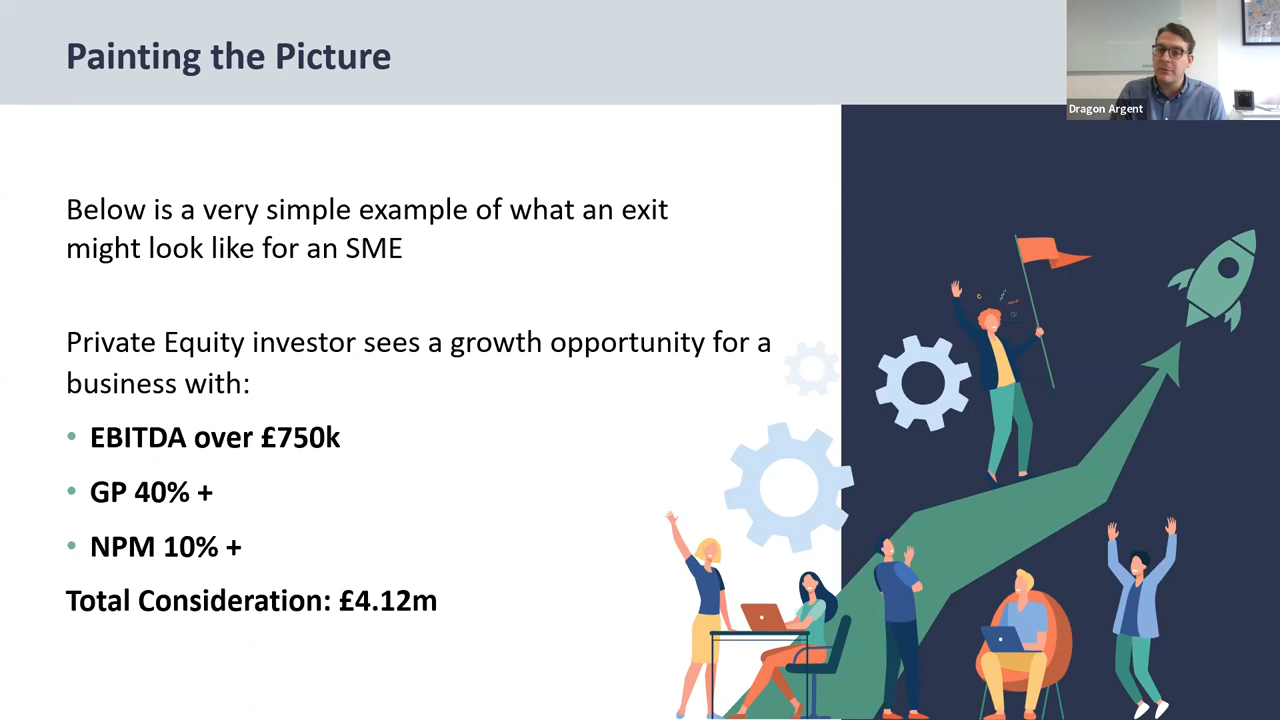 Painting the Picture
Dragon Argent
Below is a very simple example of what an exit
might look like for an SME
Private Equity investor sees a growth opportunity for a
business with:
• EBITDA over £750k
• GP 40% +
• NPM 10% +
Total Consideration: £4.12m